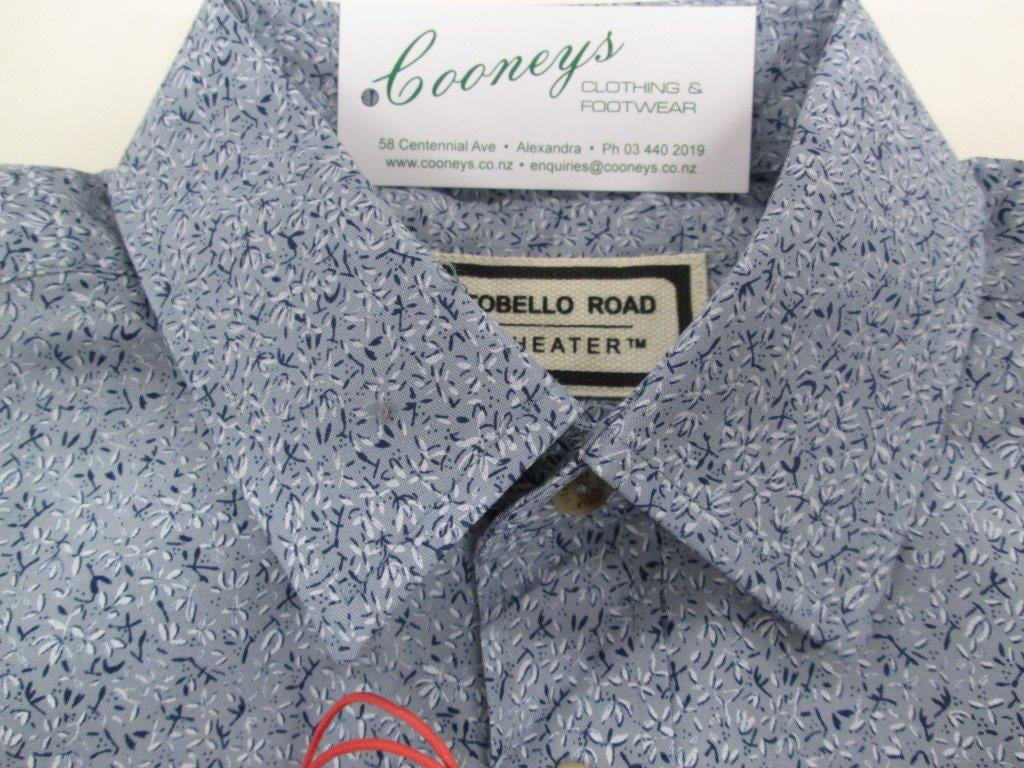 Cooneys
CLOTHING &
FOOTWEAR
58 Centennial Ave • Alexandra • Ph 03 440 2019
www.cooneys.co.nz • enquiries@cooneys.co.nz
TOBELLO ROAD
HEATER™